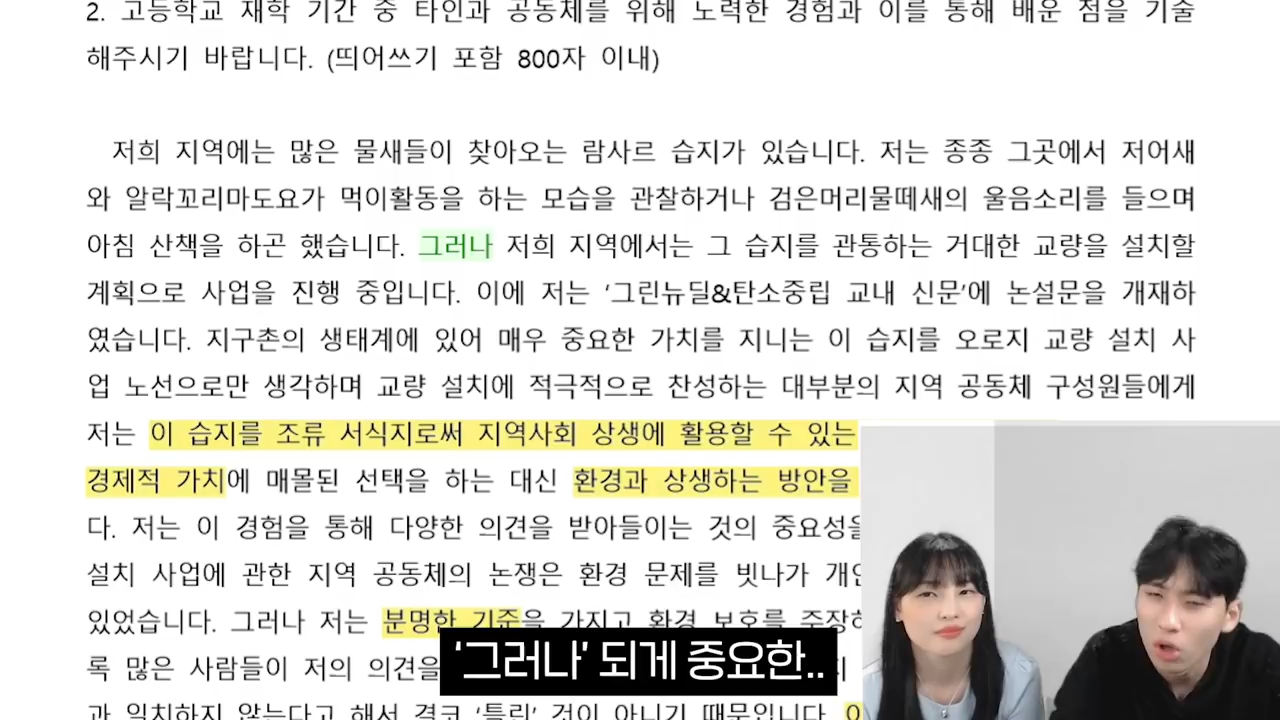 2. 고등학교 재학 기간 중 타인과 공동체를 위해 노력한 경험과 이를 통해 배운 점을 기술
해주시기 바랍니다. (띄어쓰기 포함 800자 이내)
저희 지역에는 많은 물새들이 찾아오는 람사르 습지가 있습니다. 저는 종종 그곳에서 저어새
와 알락꼬리마도요가 먹이활동을 하는 모습을 관찰하거나 검은머리물떼새의 울음소리를 들으며
아침 산책을 하곤 했습니다. 그러나 저희 지역에서는 그 습지를 관통하는 거대한 교량을 설치할
계획으로 사업을 진행 중입니다. 이에 저는 ‘그린뉴딜&탄소중립 교내 신문’에 논설문을 개재하
였습니다. 지구촌의 생태계에 있어 매우 중요한 가치를 지니는 이 습지를 오로지 교량 설치 사
업 노선으로만 생각하며 교량 설치에 적극적으로 찬성하는 대부분의 지역 공동체 구성원들에게
저는 이 습지를 조류 서식지로써 지역사회 상생에 활용할 수 있는
경제적 가치에 매몰된 선택을 하는 대신 환경과 상생하는 방안을
다. 저는 이 경험을 통해 다양한 의견을 받아들이는 것의 중요성을
설치 사업에 관한 지역 공동체의 논쟁은 환경 문제를 빗나가 개인
있었습니다. 그러나 저는 분명한 기준을 가지고 환경 보호를 주장하
록 많은 사람들이 저의 의견을
과 일치하지 않는다고 해서 결코 ‘틀린’ 것이 아니기 때문입니다.
‘그러나’ 되게 중요한..